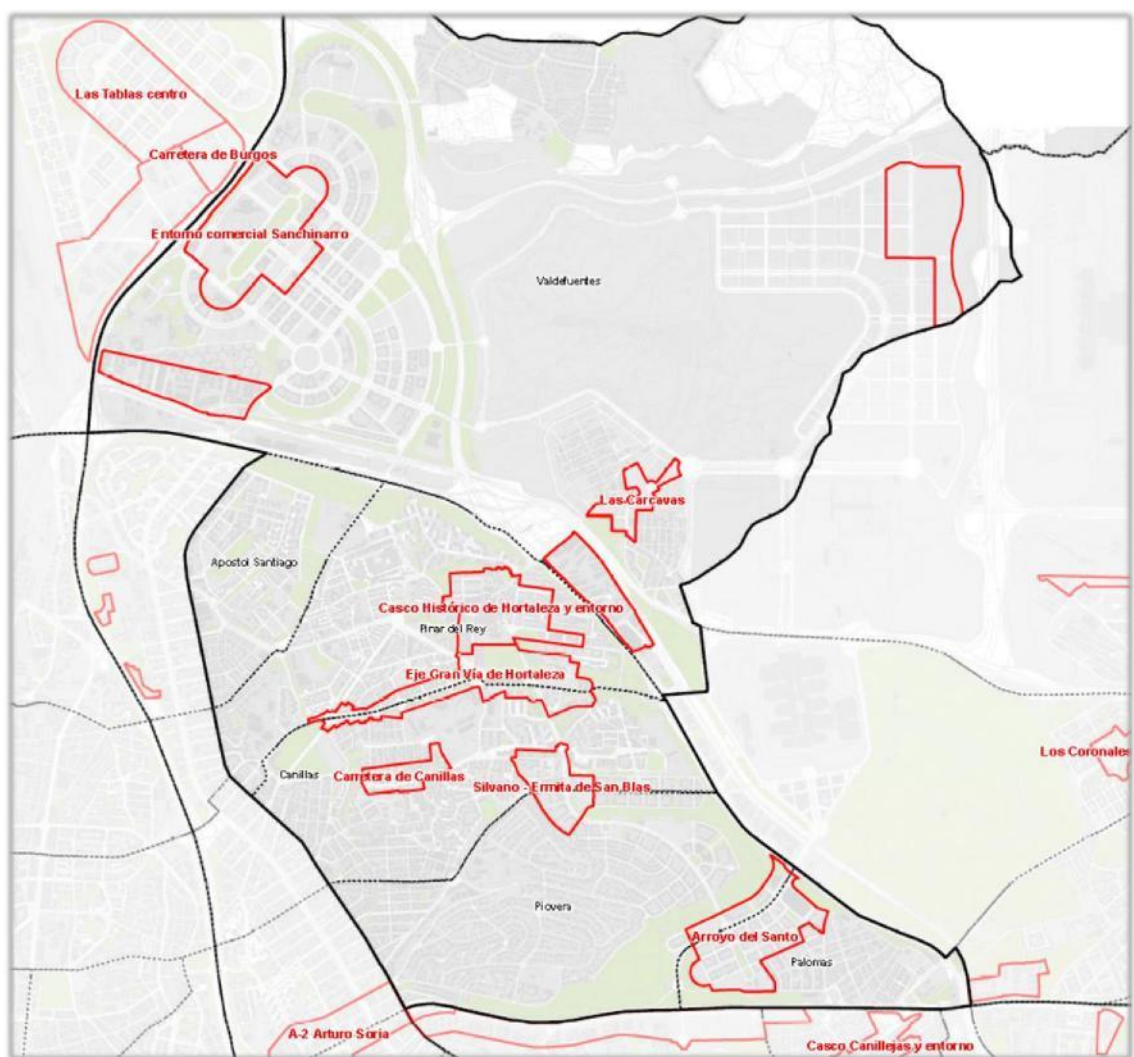 Las Tablas centro
Carretera de Burgos
Entorno comercial Sanchinarro
Valdefuentes
Las Carcavas
Apostol Santiago
Casco Histórico de Hortaleza y entorno
Pinar del Rey
Eje Gran Vía de Hortaleza
Los Coronales
Canillas
Carretera de Canillas
Silvano - Ermita de San Blas
Piovera
Arroyo del Santo
Palomas
A-2 Arturo Soria
Casco Canillejas y entorno